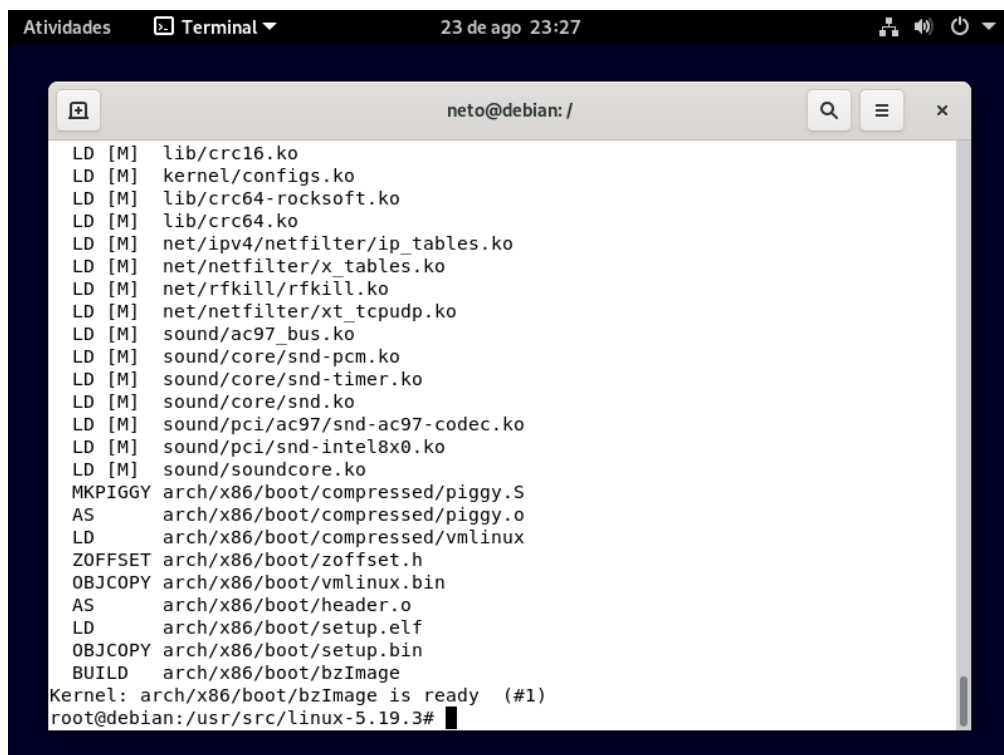 Atividades Terminal 23 de ago 23:27
neto@debian: /
LD [M] lib/crc16.ko
LD [M] kernel/configs.ko
LD [M] lib/crc64-rocksoft.ko
LD [M] lib/crc64.ko
LD [M] net/ipv4/netfilter/ip_tables.ko
LD [M] net/netfilter/x_tables.ko
LD [M] net/rfkill/rfkill.ko
LD [M] net/netfilter/xt_tcpudp.ko
LD [M] sound/ac97_bus.ko
LD [M] sound/core/snd-pcm.ko
LD [M] sound/core/snd-timer.ko
LD [M] sound/core/snd.ko
LD [M] sound/pci/ac97/snd-ac97-codec.ko
LD [M] sound/pci/snd-intel8x0.ko
LD [M] sound/soundcore.ko
MKPIGGY arch/x86/boot/compressed/piggy.S
AS arch/x86/boot/compressed/piggy.o
LD arch/x86/boot/compressed/vmlinux
ZOFFSET arch/x86/boot/zoffset.h
OBJCOPY arch/x86/boot/vmlinux.bin
AS arch/x86/boot/header.o
LD arch/x86/boot/setup.elf
OBJCOPY arch/x86/boot/setup.bin
BUILD arch/x86/boot/bzImage
Kernel: arch/x86/boot/bzImage is ready (#1)
root@debian:/usr/src/linux-5.19.3#